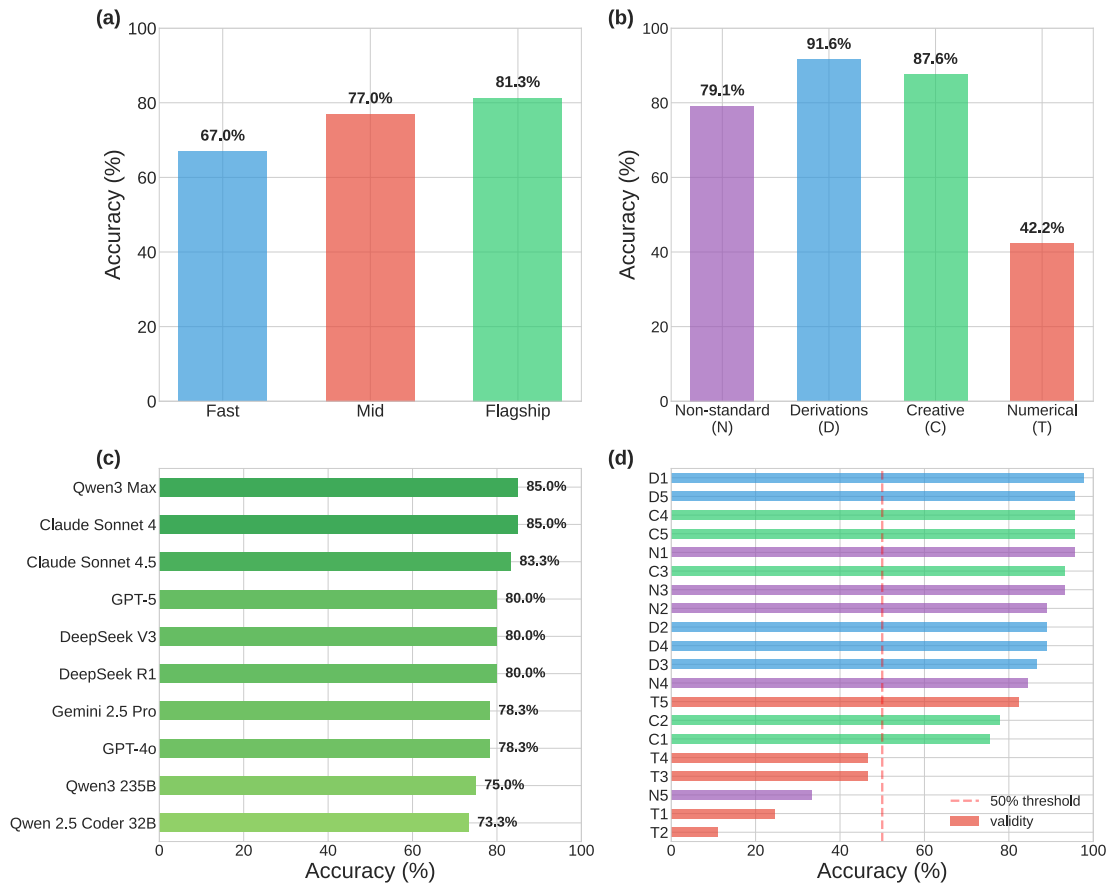 (a)
100
80
60
40
20
0
Accuracy (%)
67.0%
77.0%
81.3%
Fast
Mid
Flagship
(b)
100
80
60
40
20
0
Accuracy (%)
79.1%
91.6%
87.6%
42.2%
Non-standard
(N)
Derivations
(D)
Creative
(C)
Numerical
(T)
(c)
Qwen3 Max
85.0%
Claude Sonnet 4
85.0%
Claude Sonnet 4.5
83.3%
GPT-5
80.0%
DeepSeek V3
80.0%
DeepSeek R1
80.0%
Gemini 2.5 Pro
78.3%
GPT-4o
78.3%
Qwen3 235B
75.0%
Qwen 2.5 Coder 32B
73.3%
0 20 40 60 80 100
Accuracy (%)
(d)
D1
D5
C4
C5
N1
C3
N3
N2
D2
D4
D3
N4
T5
C2
C1
T4
T3
N5
T1
T2
50% threshold
validity
0 20 40 60 80 100
Accuracy (%)